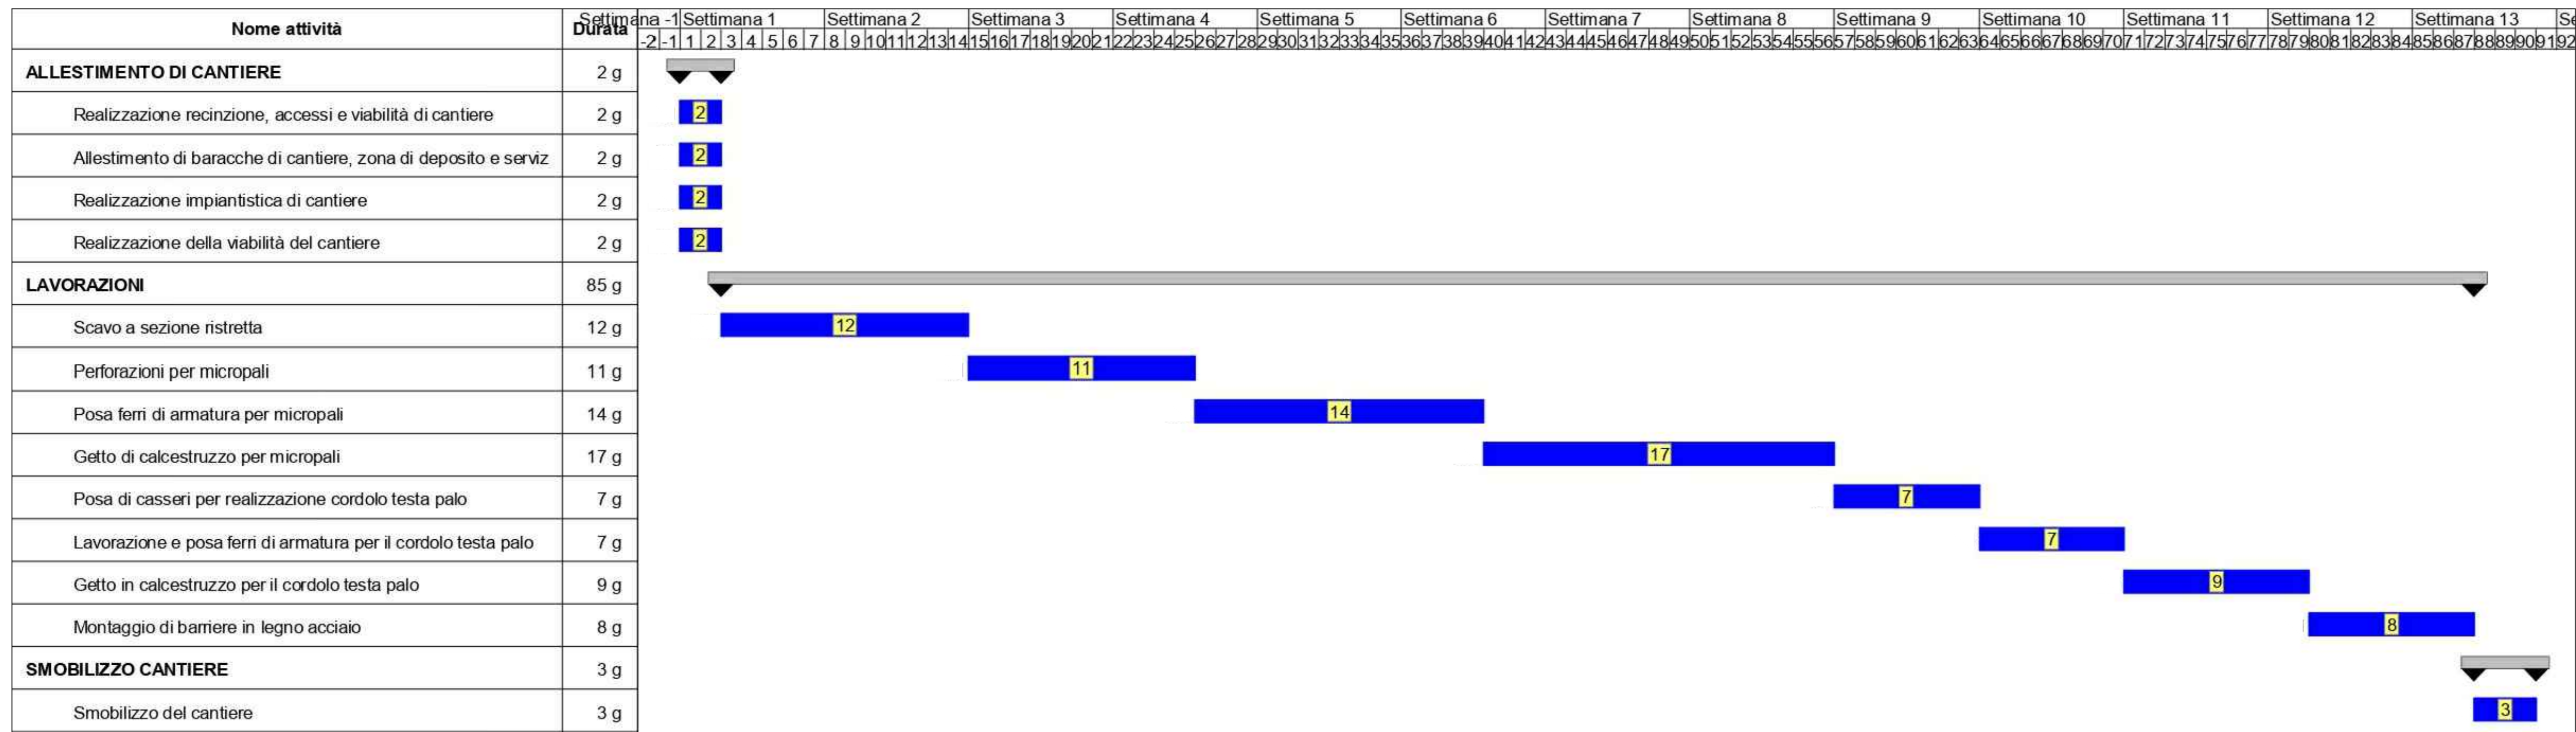 Nome attività Durata Settimana -1 Settimana 1 Settimana 2 Settimana 3 Settimana 4 Settimana 5 Settimana 6 Settimana 7 Settimana 8 Settimana 9 Settimana 10 Settimana 11 Settimana 12 Settimana 13
-2 -1 1 2 3 4 5 6 7 8 9 10 11 12 13 14 15 16 17 18 19 20 21 22 23 24 25 26 27 28 29 30 31 32 33 34 35 36 37 38 39 40 41 42 43 44 45 46 47 48 49 50 51 52 53 54 55 56 57 58 59 60 61 62 63 64 65 66 67 68 69 70 71 72 73 74 75 76 77 78 79 80 81 82 83 84 85 86 87 88 89 90 91 92
ALLESTIMENTO DI CANTIERE 2 g
Realizzazione recinzione, accessi e viabilità di cantiere 2 g 2
Allestimento di baracche di cantiere, zona di deposito e serviz 2 g 2
Realizzazione impiantistica di cantiere 2 g 2
Realizzazione della viabilità del cantiere 2 g 2
LAVORAZIONI 85 g
Scavo a sezione ristretta 12 g 12
Perforazioni per micropali 11 g 11
Posa ferri di armatura per micropali 14 g 14
Getto di calcestruzzo per micropali 17 g 17
Posa di casseri per realizzazione cordolo testa palo 7 g 7
Lavorazione e posa ferri di armatura per il cordolo testa palo 7 g 7
Getto in calcestruzzo per il cordolo testa palo 9 g 9
Montaggio di barriere in legno acciaio 8 g 8
SMOBILIZZO CANTIERE 3 g
Smobilizzo del cantiere 3 g 3